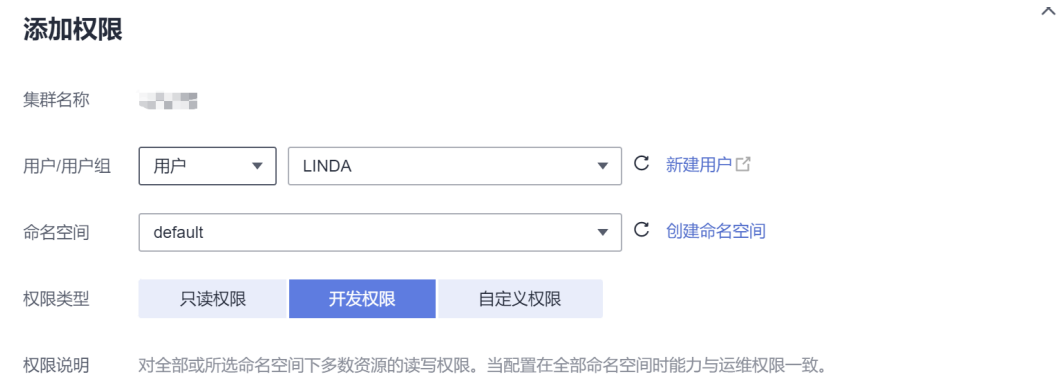 添加权限
集群名称
用户/用户组 用户 LINDA 新建用户
命名空间 default 创建命名空间
权限类型 只读权限 开发权限 自定义权限
权限说明 对全部或所选命名空间下多数资源的读写权限。当配置在全部命名空间时能力与运维权限一致。